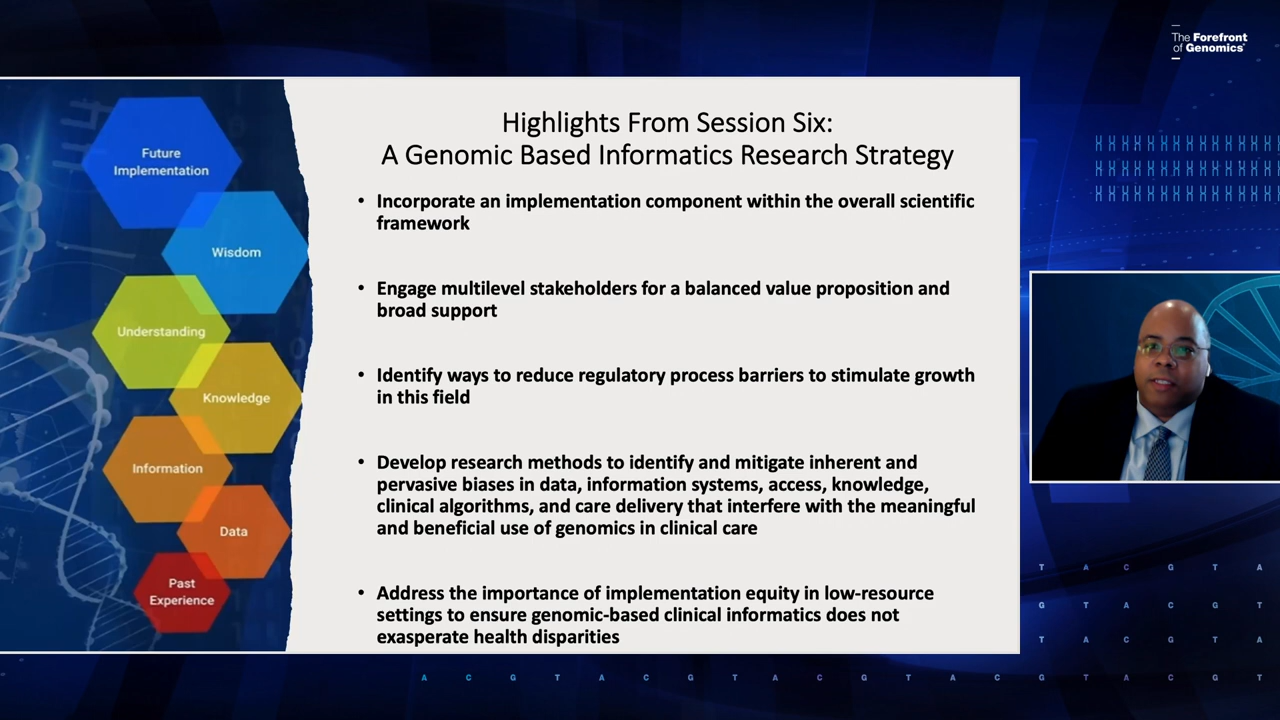 The Forefront
of Genomics®
Highlights From Session Six:
A Genomic Based Informatics Research Strategy
• Incorporate an implementation component within the overall scientific
framework
• Engage multilevel stakeholders for a balanced value proposition and
broad support
• Identify ways to reduce regulatory process barriers to stimulate growth
in this field
• Develop research methods to identify and mitigate inherent and
pervasive biases in data, information systems, access, knowledge,
clinical algorithms, and care delivery that interfere with the meaningful
and beneficial use of genomics in clinical care
• Address the importance of implementation equity in low-resource
settings to ensure genomic-based clinical informatics does not
exasperate health disparities
Future
Implementation
Wisdom
Understanding
Knowledge
Information
Data
Past
Experience
T A C G T A
G T A C G T
T A C G T A
A C G T A C G T A C G T A C G T A C G T